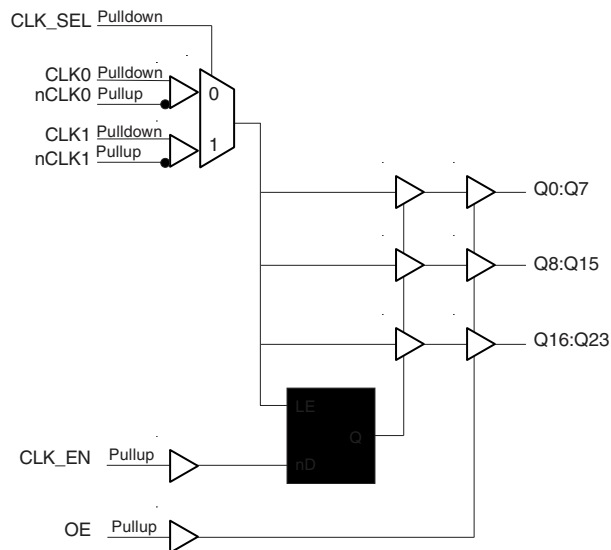 CLK_SEL Pulldown
CLK0 Pulldown
nCLK0 Pullup
0
CLK1 Pulldown
nCLK1 Pullup
1
Q0:Q7
Q8:Q15
Q16:Q23
LE
Q
CLK_EN Pullup
nD
OE Pullup